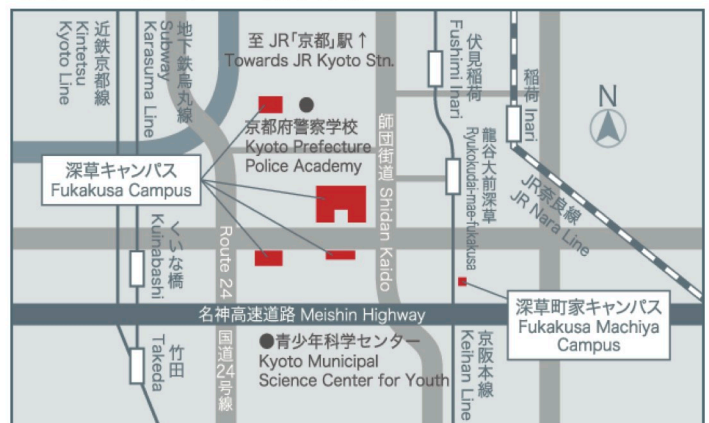 近鉄京都線
Kintetsu
Kyoto Line
地下鉄烏丸線
Subway
Karasuma Line
至 JR「京都」駅↑
Towards JR Kyoto Stn.
京都府警察学校
Kyoto Prefecture
Police Academy
師団街道 Shidan Kaido
伏見稲荷
Fushimi Inari
稲荷 Inari
N
龍谷大前深草
Ryukokudai-mae-fukakusa
JR奈良線
JR Nara Line
深草キャンパス
Fukakusa Campus
くいな橋
Kuinabashi
Route 24
国道24号線
名神高速道路 Meishin Highway
深草町家キャンパス
Fukakusa Machiya
Campus
竹田
Takeda
●青少年科学センター
Kyoto Municipal
Science Center for Youth
京阪本線
Keihan Line